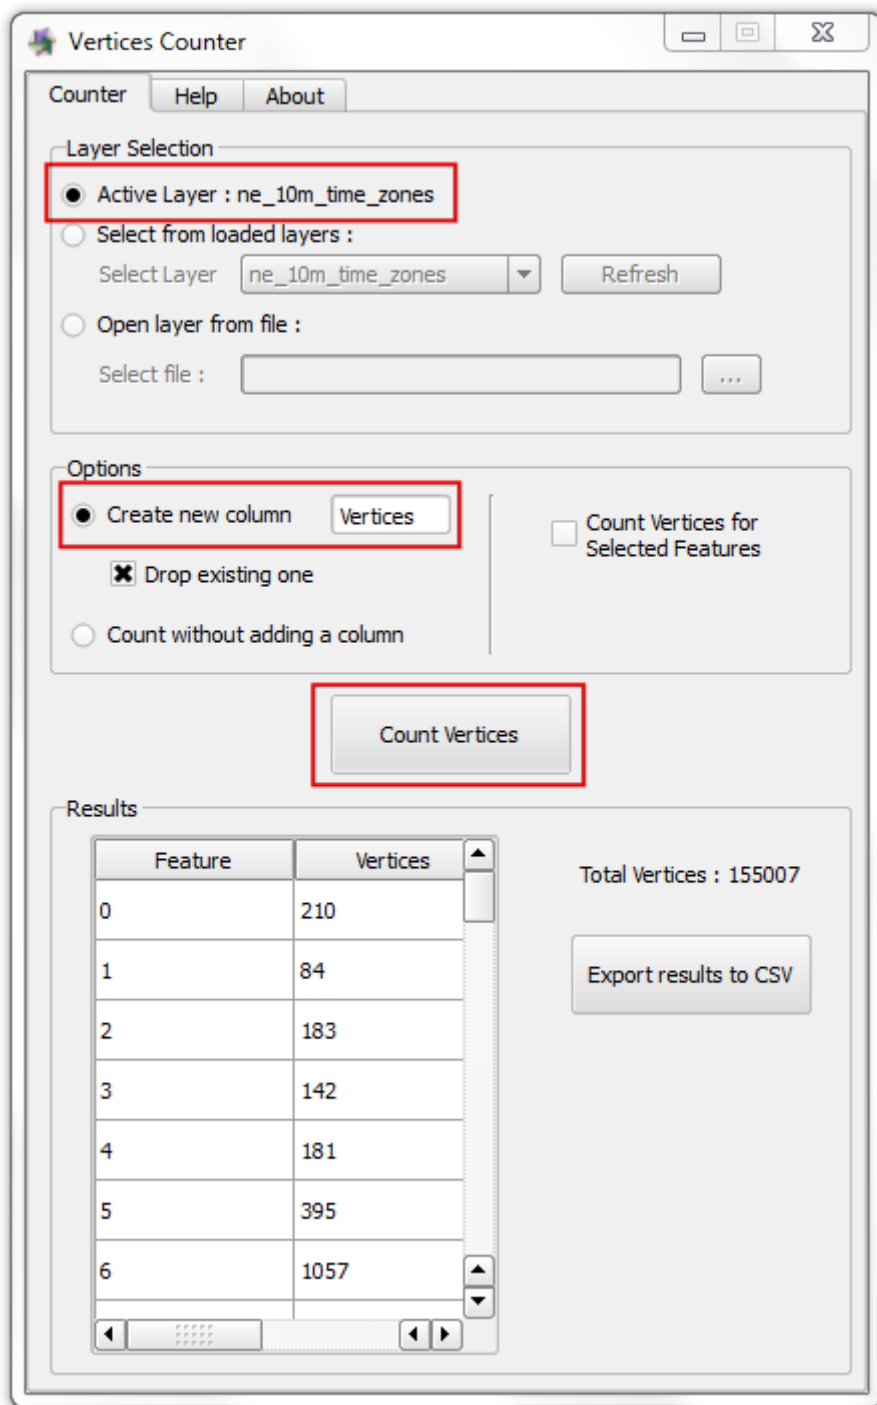 Vertices Counter
Counter Help About
Layer Selection
Active Layer : ne_10m_time_zones
Select from loaded layers :
Select Layer ne_10m_time_zones Refresh
Open layer from file :
Select file : ...
Options
Create new column Vertices
Count Vertices for
Selected Features
Drop existing one
Count without adding a column
Count Vertices
Results
Feature Vertices
Total Vertices : 155007
0 210
1 84
Export results to CSV
2 183
3 142
4 181
5 395
6 1057